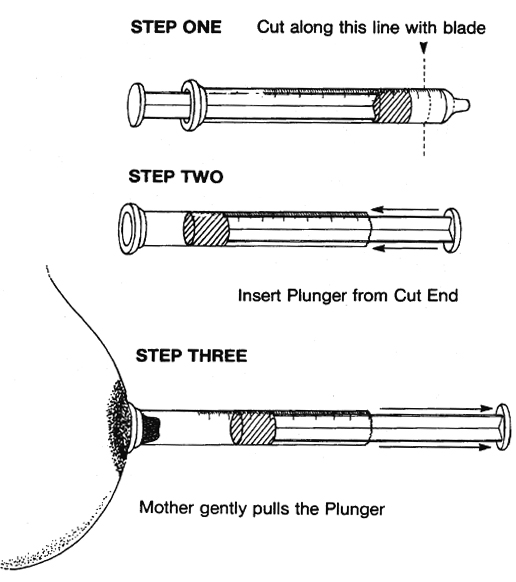 STEP ONE
Cut along this line with blade
STEP TWO
Insert Plunger from Cut End
STEP THREE
Mother gently pulls the Plunger